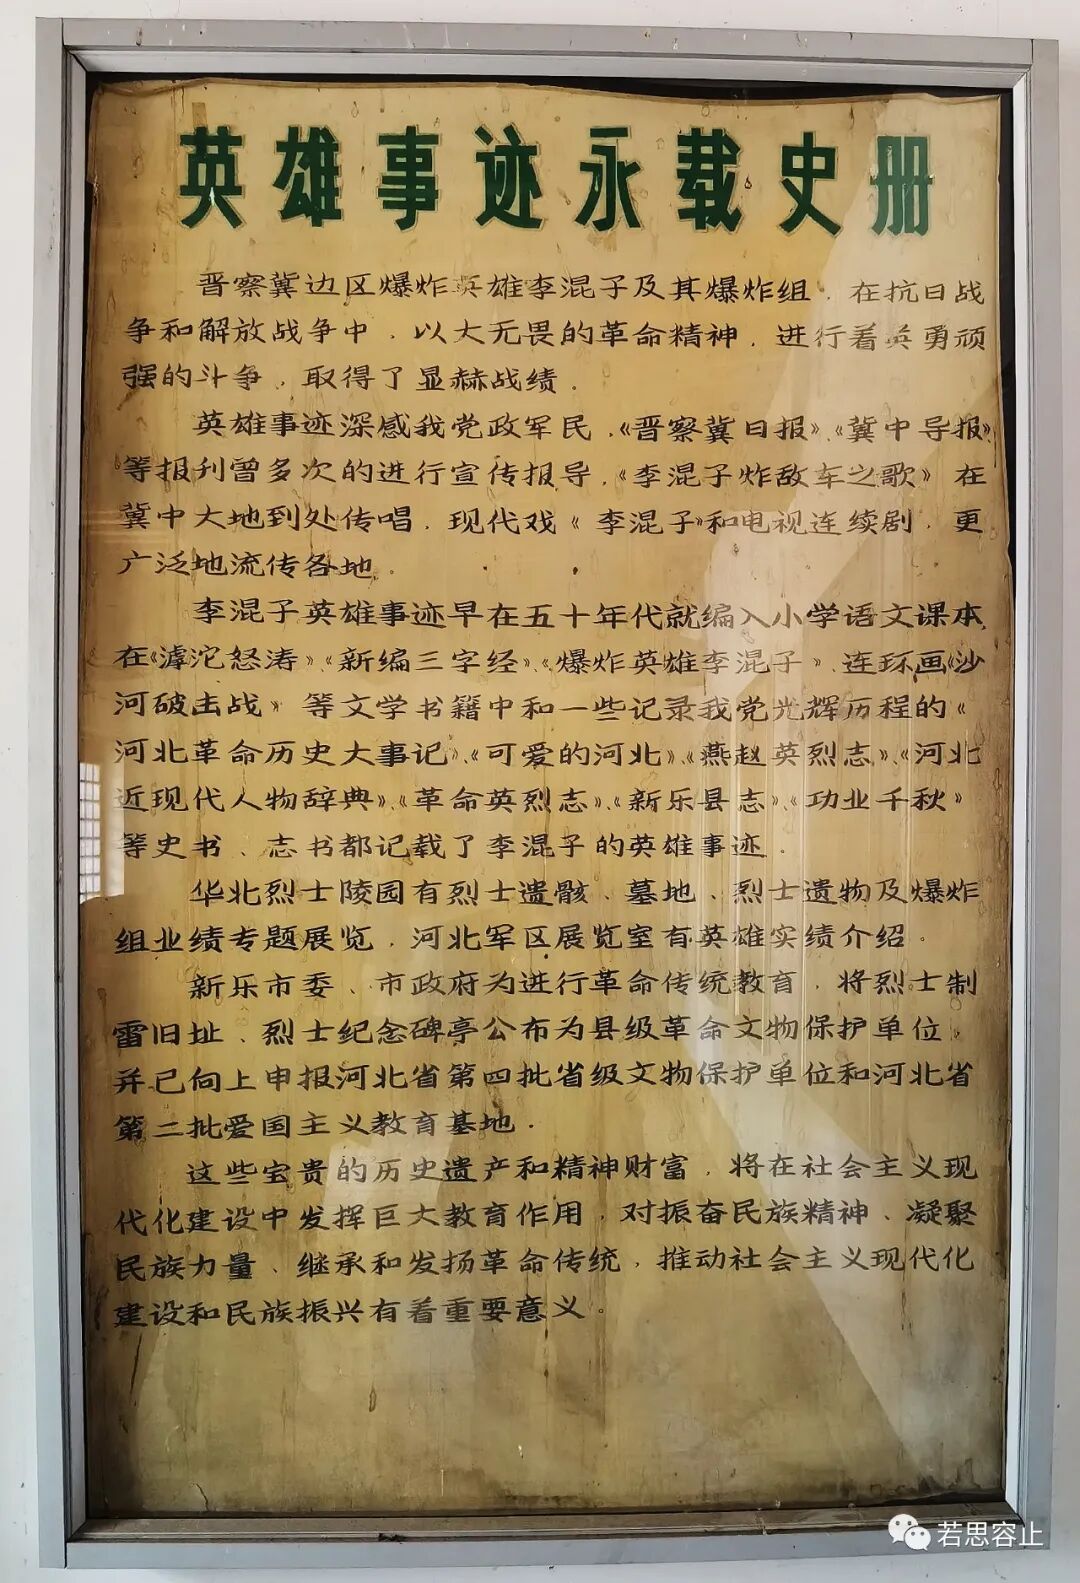 英雄事迹永载史册
晋察冀边区爆炸英雄李混子及其爆炸组，在抗日战
争和解放战争中，以大无畏的革命精神，进行着英勇顽
强的斗争，取得了显赫战绩．
英雄事迹深感我党政军民，《晋察冀日报》、《冀中导报》
等报刊曾多次的进行宣传报导，《李混子炸敌车之歌》在
冀中大地到处传唱，现代戏《李混子》和电视连续剧，更
广泛地流传各地．
李混子英雄事迹早在五十年代就编入小学语文课本，
在《滹沱怒涛》《新编三字经》、《爆炸英雄李混子》、连环画《沙
河破击战》等文学书籍中和一些记录我党光辉历程的《
河北革命历史大事记》、《可爱的河北》、《燕赵英烈志》、《河北
近现代人物辞典》、《革命英烈志》、《新乐县志》、《功业千秋》
等史书、志书都记载了李混子的英雄事迹．
华北烈士陵园有烈士遗骸、墓地、烈士遗物及爆炸
组业绩专题展览，河北军区展览室有英雄实绩介绍。
新乐市委、市政府为进行革命传统教育，将烈士制
雷旧址、烈士纪念碑亭公布为县级革命文物保护单位，
并已向上申报河北省第四批省级文物保护单位和河北省
第二批爱国主义教育基地．
这些宝贵的历史遗产和精神财富，将在社会主义现
代化建设中发挥巨大教育作用，对振奋民族精神、凝聚
民族力量、继承和发扬革命传统，推动社会主义现代化
建设和民族振兴有着重要意义。
若思容止